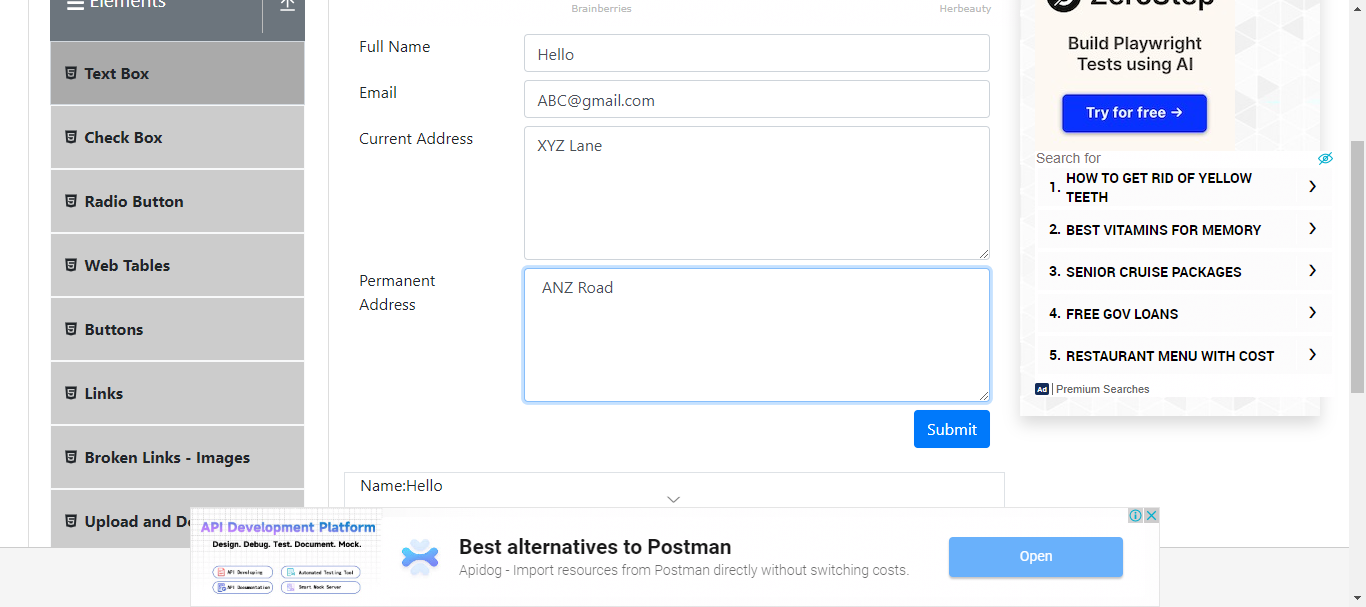 Elements
Text Box
Check Box
Radio Button
Web Tables
Buttons
Links
Broken Links - Images
Upload and Do
Brainberries
Herbeauty
Full Name
Hello
Email
ABC@gmail.com
Current Address
XYZ Lane
Permanent
Address
ANZ Road
Submit
Name:Hello
ZeroStep
Build Playwright
Tests using AI
Try for free →
Search for
1. HOW TO GET RID OF YELLOW
TEETH
2. BEST VITAMINS FOR MEMORY
3. SENIOR CRUISE PACKAGES
4. FREE GOV LOANS
5. RESTAURANT MENU WITH COST
Ad | Premium Searches
API Development Platform
Design. Debug. Test. Document. Mock.
API Developing
Automated Testing Tool
API Documentation
Smart Mock Server
Best alternatives to Postman
Apidog - Import resources from Postman directly without switching costs.
Open